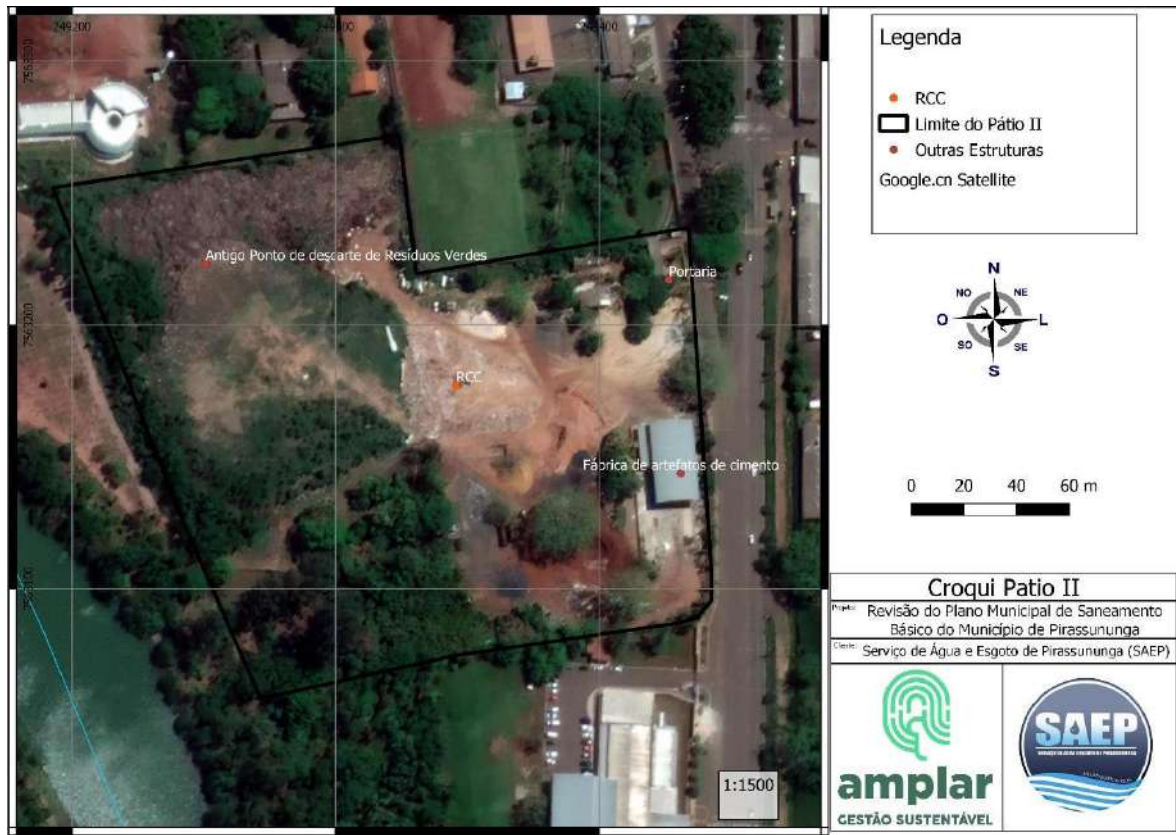 249200
7563200
7563100
Antigo Ponto de descarte de Resíduos Verdes
Portaria
RCC
Fábrica de artefatos de cimento
1:1500
Legenda
RCC
Limite do Pátio II
Outras Estruturas
Google.cn Satellite
N
NO
NE
O
L
SO
SE
S
0 20 40 60 m
Croqui Patio II
Projeto: Revisão do Plano Municipal de Saneamento
Básico do Município de Pirassununga
Cliente: Serviço de Água e Esgoto de Pirassununga (SAEP)
amplar
GESTÃO SUSTENTÁVEL
SAEP